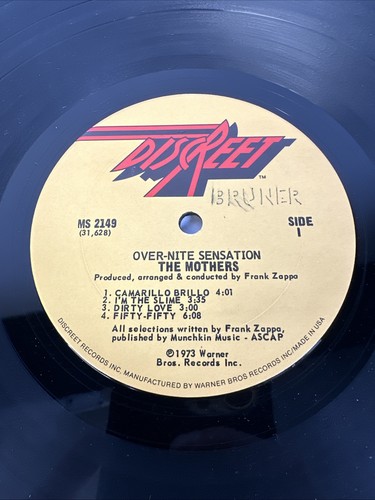 DISCREET
TM
BRUNER
MS 2149
(31,628)
SIDE
1
OVER-NITE SENSATION
THE MOTHERS
Produced, arranged & conducted by Frank Zappa
1. CAMARILLO BRILLO 4:01
2. I'M THE SLIME 3:35
3. DIRTY LOVE 3:00
4. FIFTY-FIFTY 6:08
All selections written by Frank Zappa,
published by Munchkin Music - ASCAP
©1973 Warner
Bros. Records Inc.
DISCREET RECORDS INC. MANUFACTURED BY WARNER BROS RECORDS INC./MADE IN USA